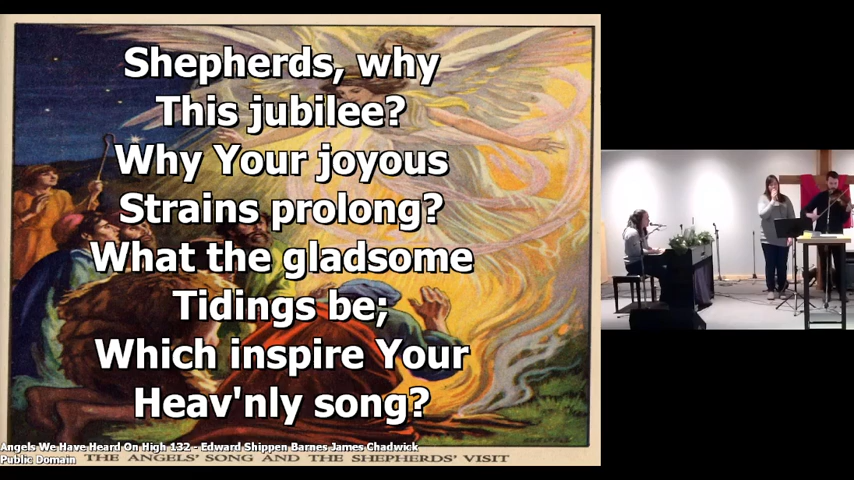 Shepherds, why
This jubilee?
Why Your joyous
Strains prolong?
What the gladsome
Tidings be;
Which inspire Your
Heav'nly song?
Angels We Have Heard On High 132 - Edward Shippen Barnes James Chadwick
Public Domain
THE ANGELS' SONG AND THE SHEPHERDS' VISIT